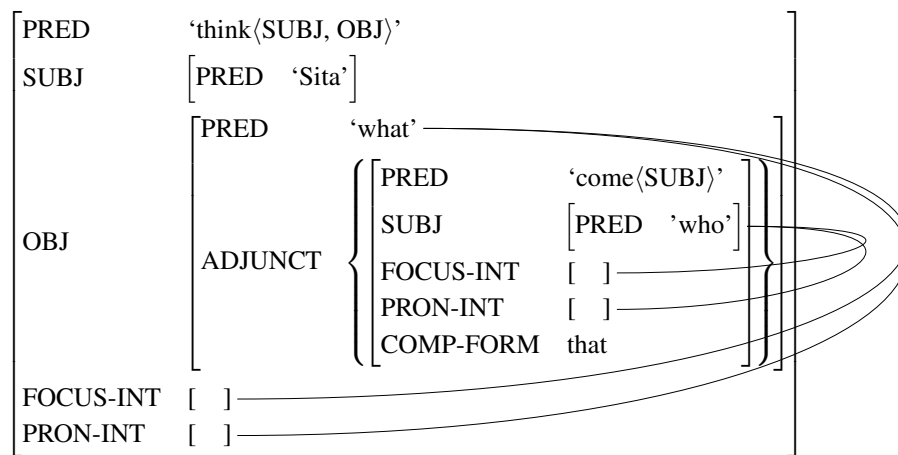 PRED ‘think⟨SUBJ, OBJ⟩’
SUBJ [PRED ‘Sita’]
OBJ [PRED ‘what’
ADJUNCT { [PRED ‘come⟨SUBJ⟩’
SUBJ [PRED 'who’]
FOCUS-INT [ ]
PRON-INT [ ]
COMP-FORM that] } ]
FOCUS-INT [ ]
PRON-INT [ ]